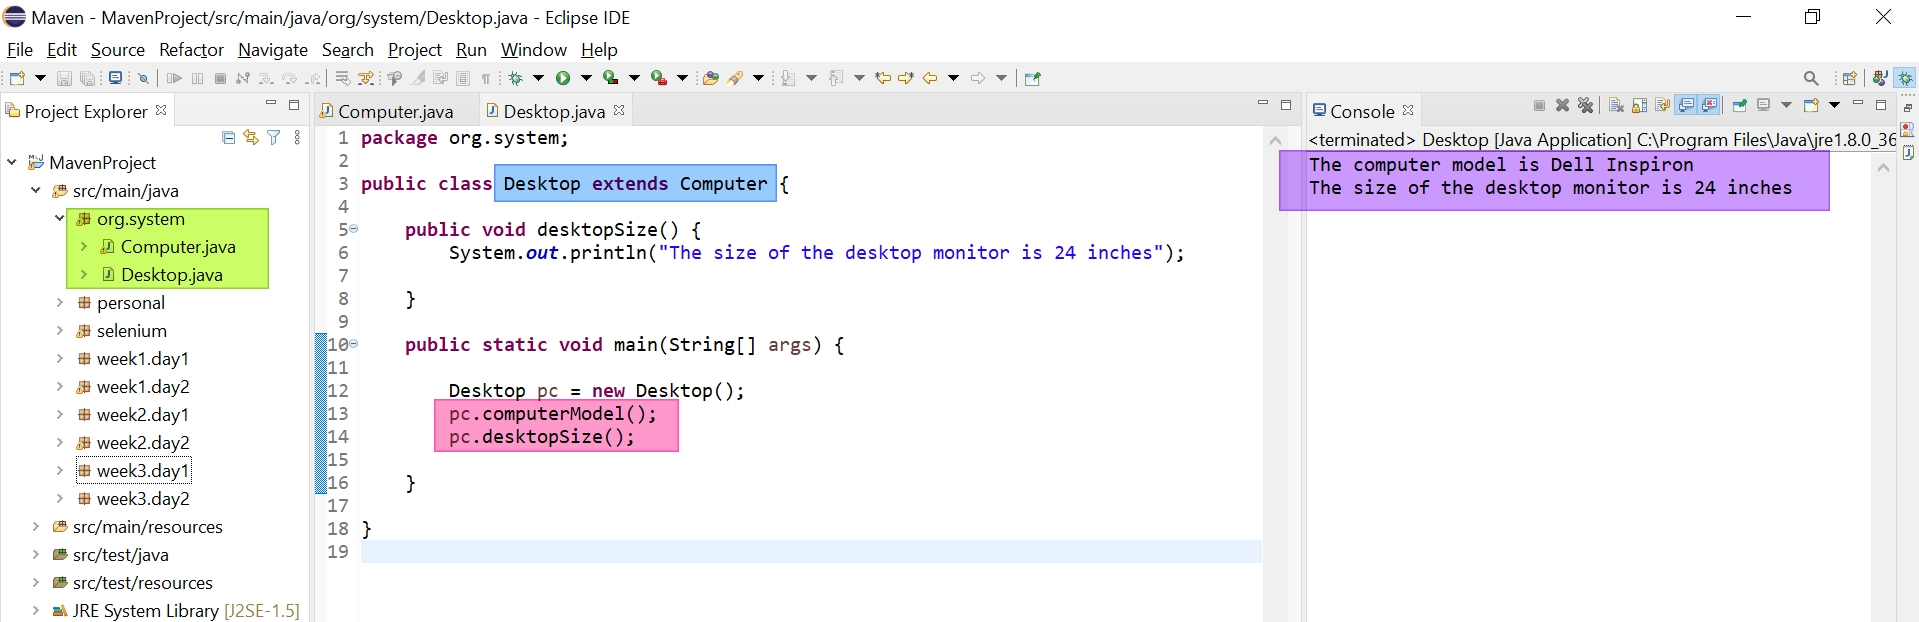 Maven - MavenProject/src/main/java/org/system/Desktop.java - Eclipse IDE
File Edit Source Refactor Navigate Search Project Run Window Help
Project Explorer
MavenProject
src/main/java
org.system
Computer.java
Desktop.java
personal
selenium
week1.day1
week1.day2
week2.day1
week2.day2
week3.day1
week3.day2
src/main/resources
src/test/java
src/test/resources
JRE System Library [J2SE-1.5]
Computer.java Desktop.java
1 package org.system;
2
3 public class Desktop extends Computer {
4
5 public void desktopSize() {
6 System.out.println("The size of the desktop monitor is 24 inches");
7
8 }
9
10 public static void main(String[] args) {
11
12 Desktop pc = new Desktop();
13 pc.computerModel();
14 pc.desktopSize();
15
16 }
17
18 }
19
Console
<terminated> Desktop [Java Application] C:\Program Files\Java\jre1.8.0_36
The computer model is Dell Inspiron
The size of the desktop monitor is 24 inches